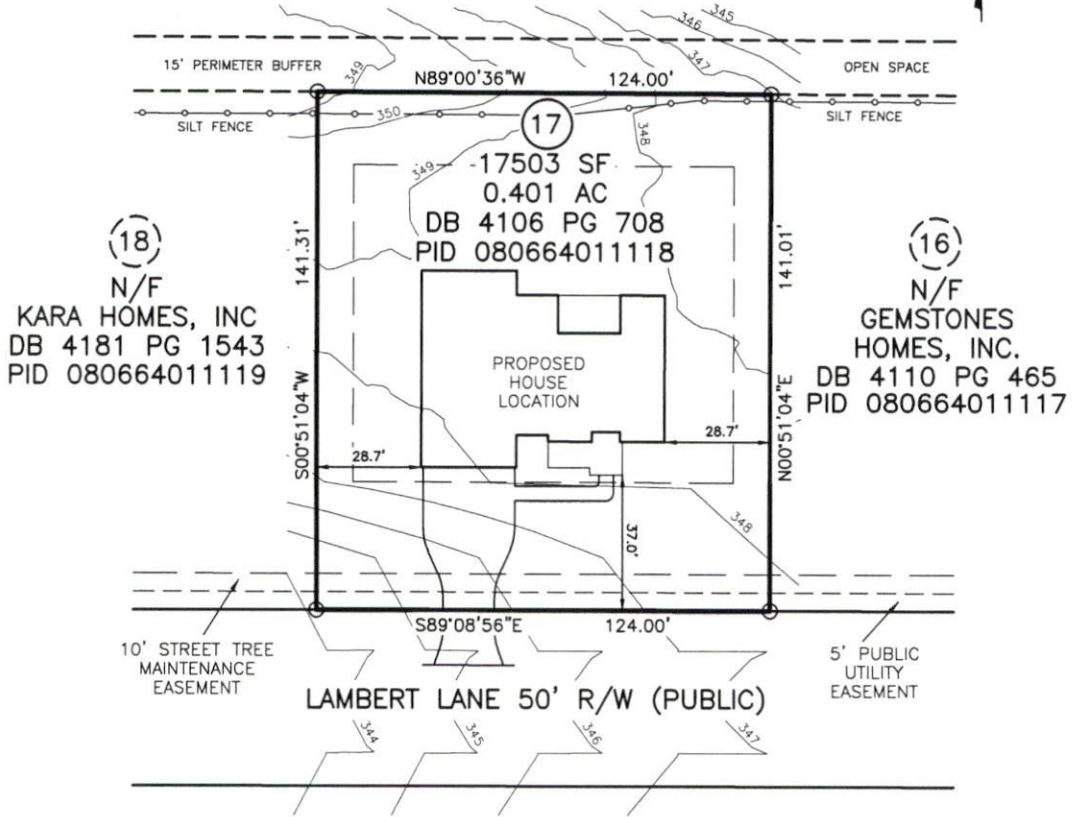 345
346
347
15' PERIMETER BUFFER
349
N89°00'36"W
124.00'
OPEN SPACE
SILT FENCE
350
17
348
SILT FENCE
349
17503 SF
0.401 AC
DB 4106 PG 708
PID 080664011118
18
N/F
KARA HOMES, INC
DB 4181 PG 1543
PID 080664011119
141.31'
S00°51'04"W
141.01'
N00°51'04"E
16
N/F
GEMSTONES
HOMES, INC.
DB 4110 PG 465
PID 080664011117
PROPOSED
HOUSE
LOCATION
28.7'
28.7'
37.0'
348
S89°08'56"E
124.00'
10' STREET TREE
MAINTENANCE
EASEMENT
5' PUBLIC
UTILITY
EASEMENT
LAMBERT LANE 50' R/W (PUBLIC)
344
345
346
347